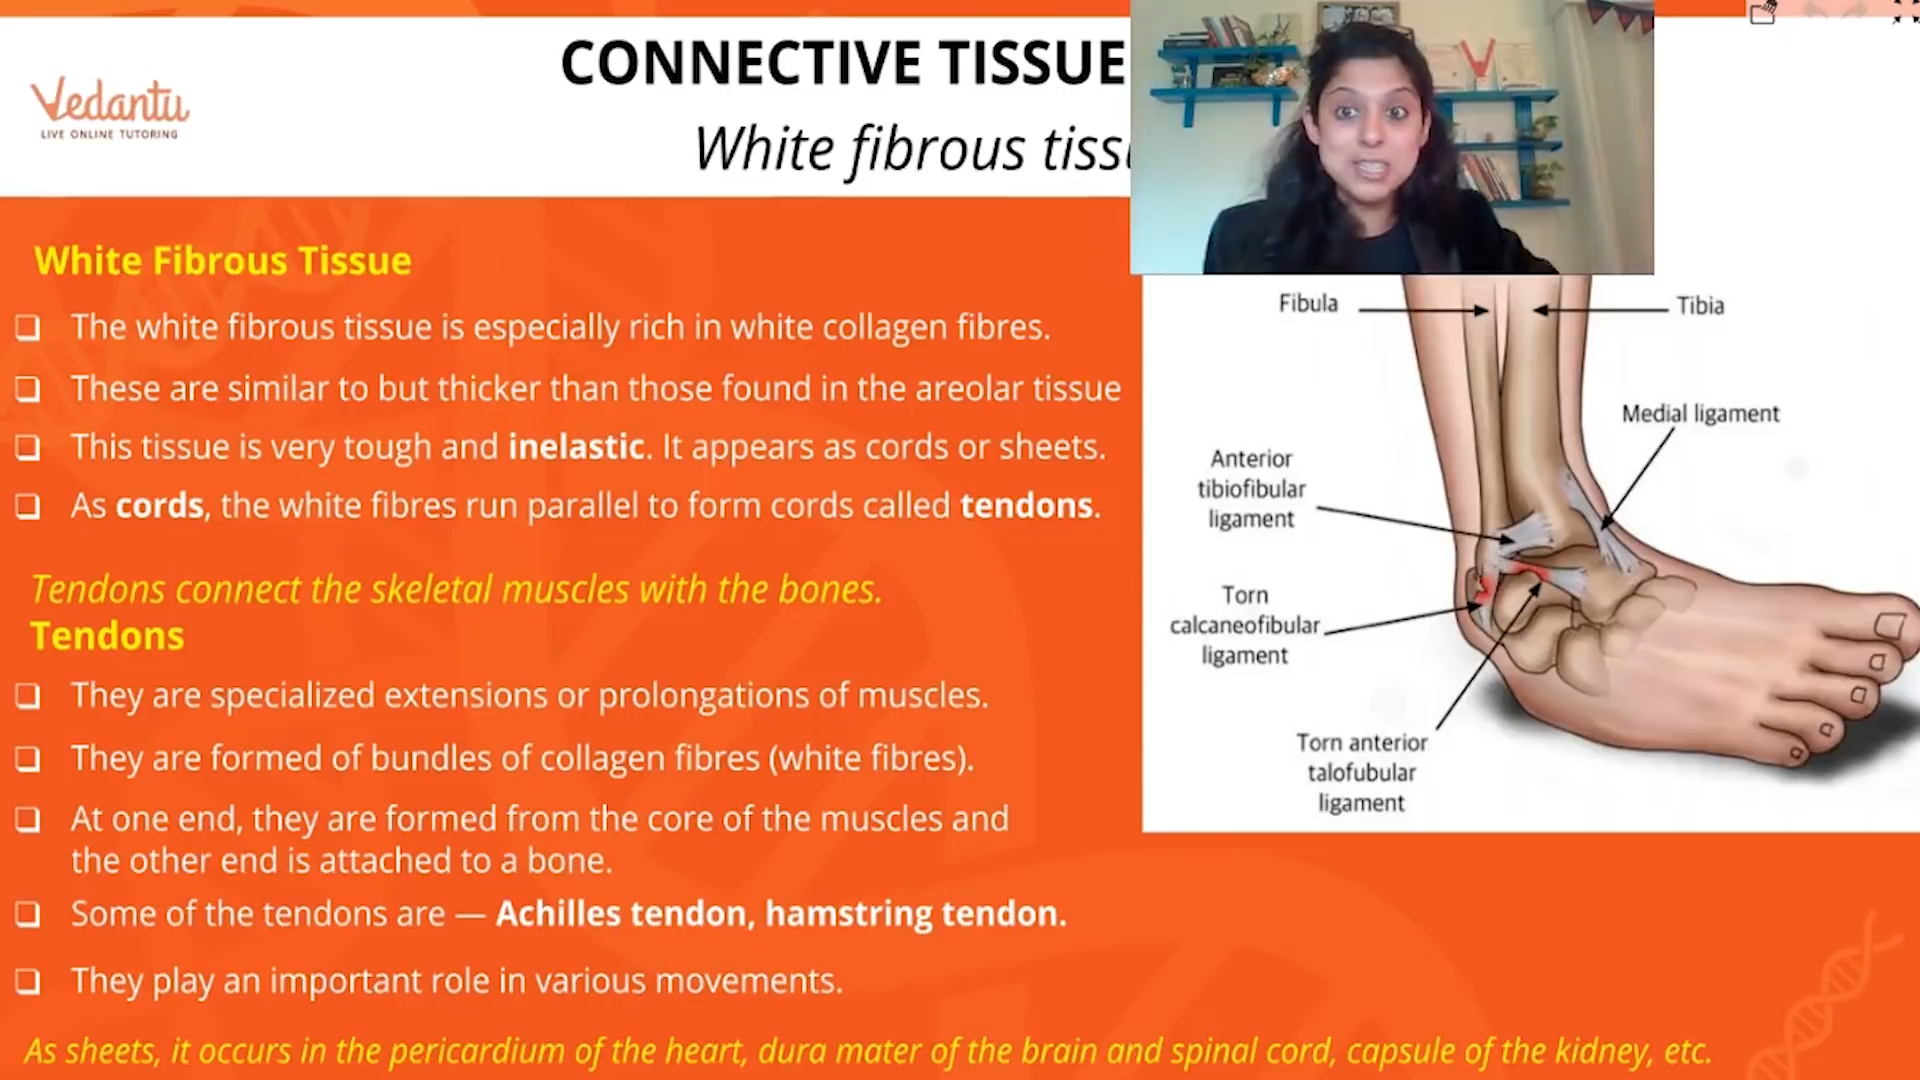 CONNECTIVE TISSUE
Vedantu
LIVE ONLINE TUTORING
White fibrous
White Fibrous Tissue
The white fibrous tissue is especially rich in white collagen fibres.
These are similar to but thicker than those found in the areolar tissue
This tissue is very tough and inelastic. It appears as cords or sheets.
As cords, the white fibres run parallel to form cords called tendons.
Tendons connect the skeletal muscles with the bones.
Tendons
They are specialized extensions or prolongations of muscles.
They are formed of bundles of collagen fibres (white fibres).
At one end, they are formed from the core of the muscles and
the other end is attached to a bone.
Some of the tendons are — Achilles tendon, hamstring tendon.
They play an important role in various movements.
As sheets, it occurs in the pericardium of the heart, dura mater of the brain and spinal cord, capsule of the kidney, etc.
Fibula
Tibia
Medial ligament
Anterior
tibiofibular
ligament
Torn
calcaneofibular
ligament
Torn anterior
talofubular
ligament